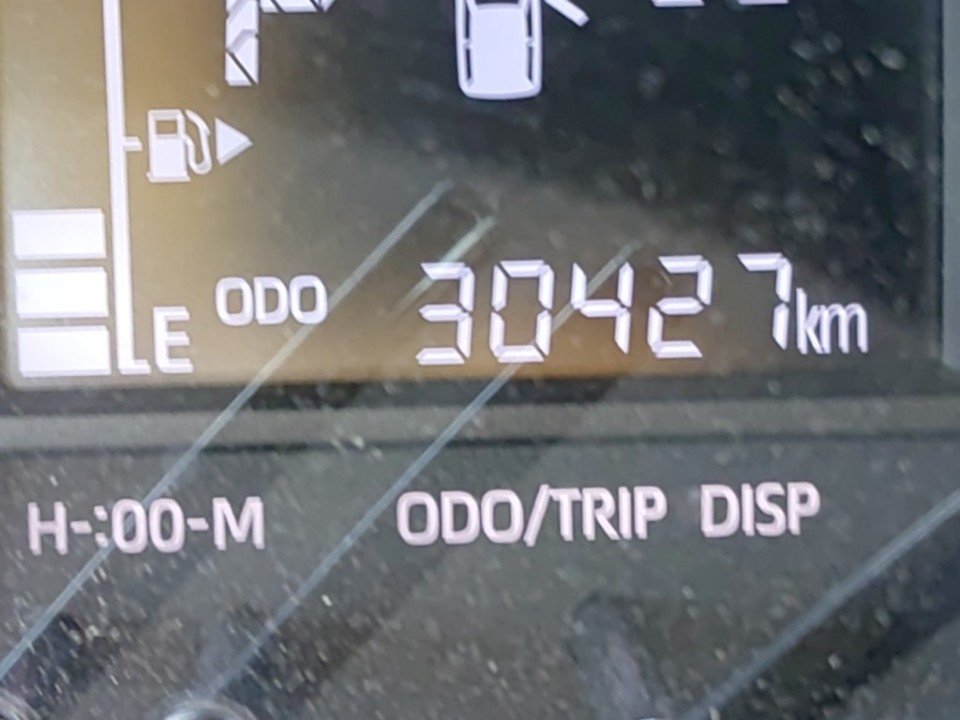 ODO 30427km
E
H-:00-M ODO/TRIP DISP